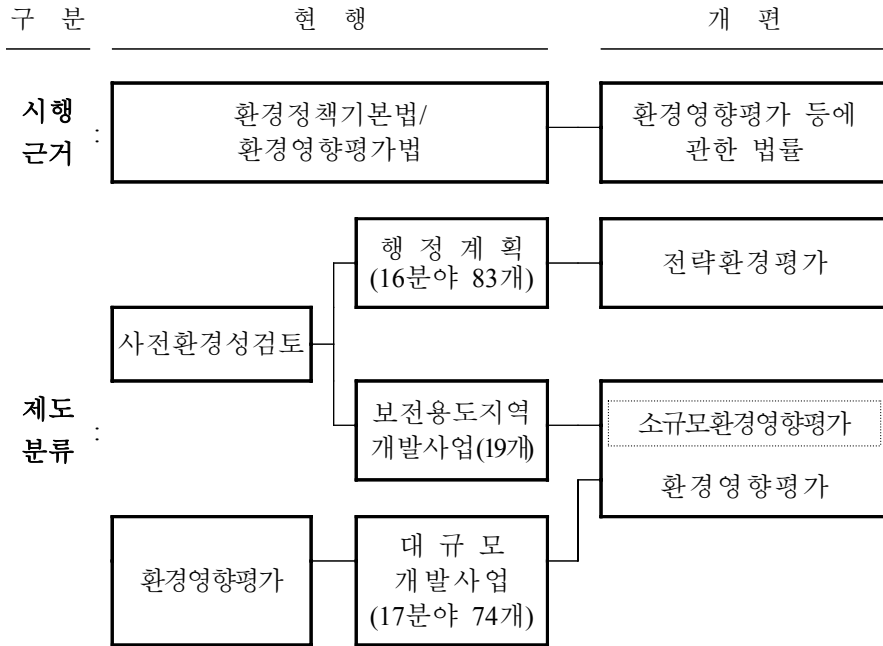 구 분 현 행 개 편
시행
근거
:
환경정책기본법/
환경영향평가법
환경영향평가 등에
관한 법률
행 정 계 획
(16분야 83개)
전략환경평가
사전환경성검토
제도
분류
:
보전용도지역
개발사업(19개)
소규모환경영향평가
환경영향평가
환경영향평가
대 규 모
개발사업
(17분야 74개)